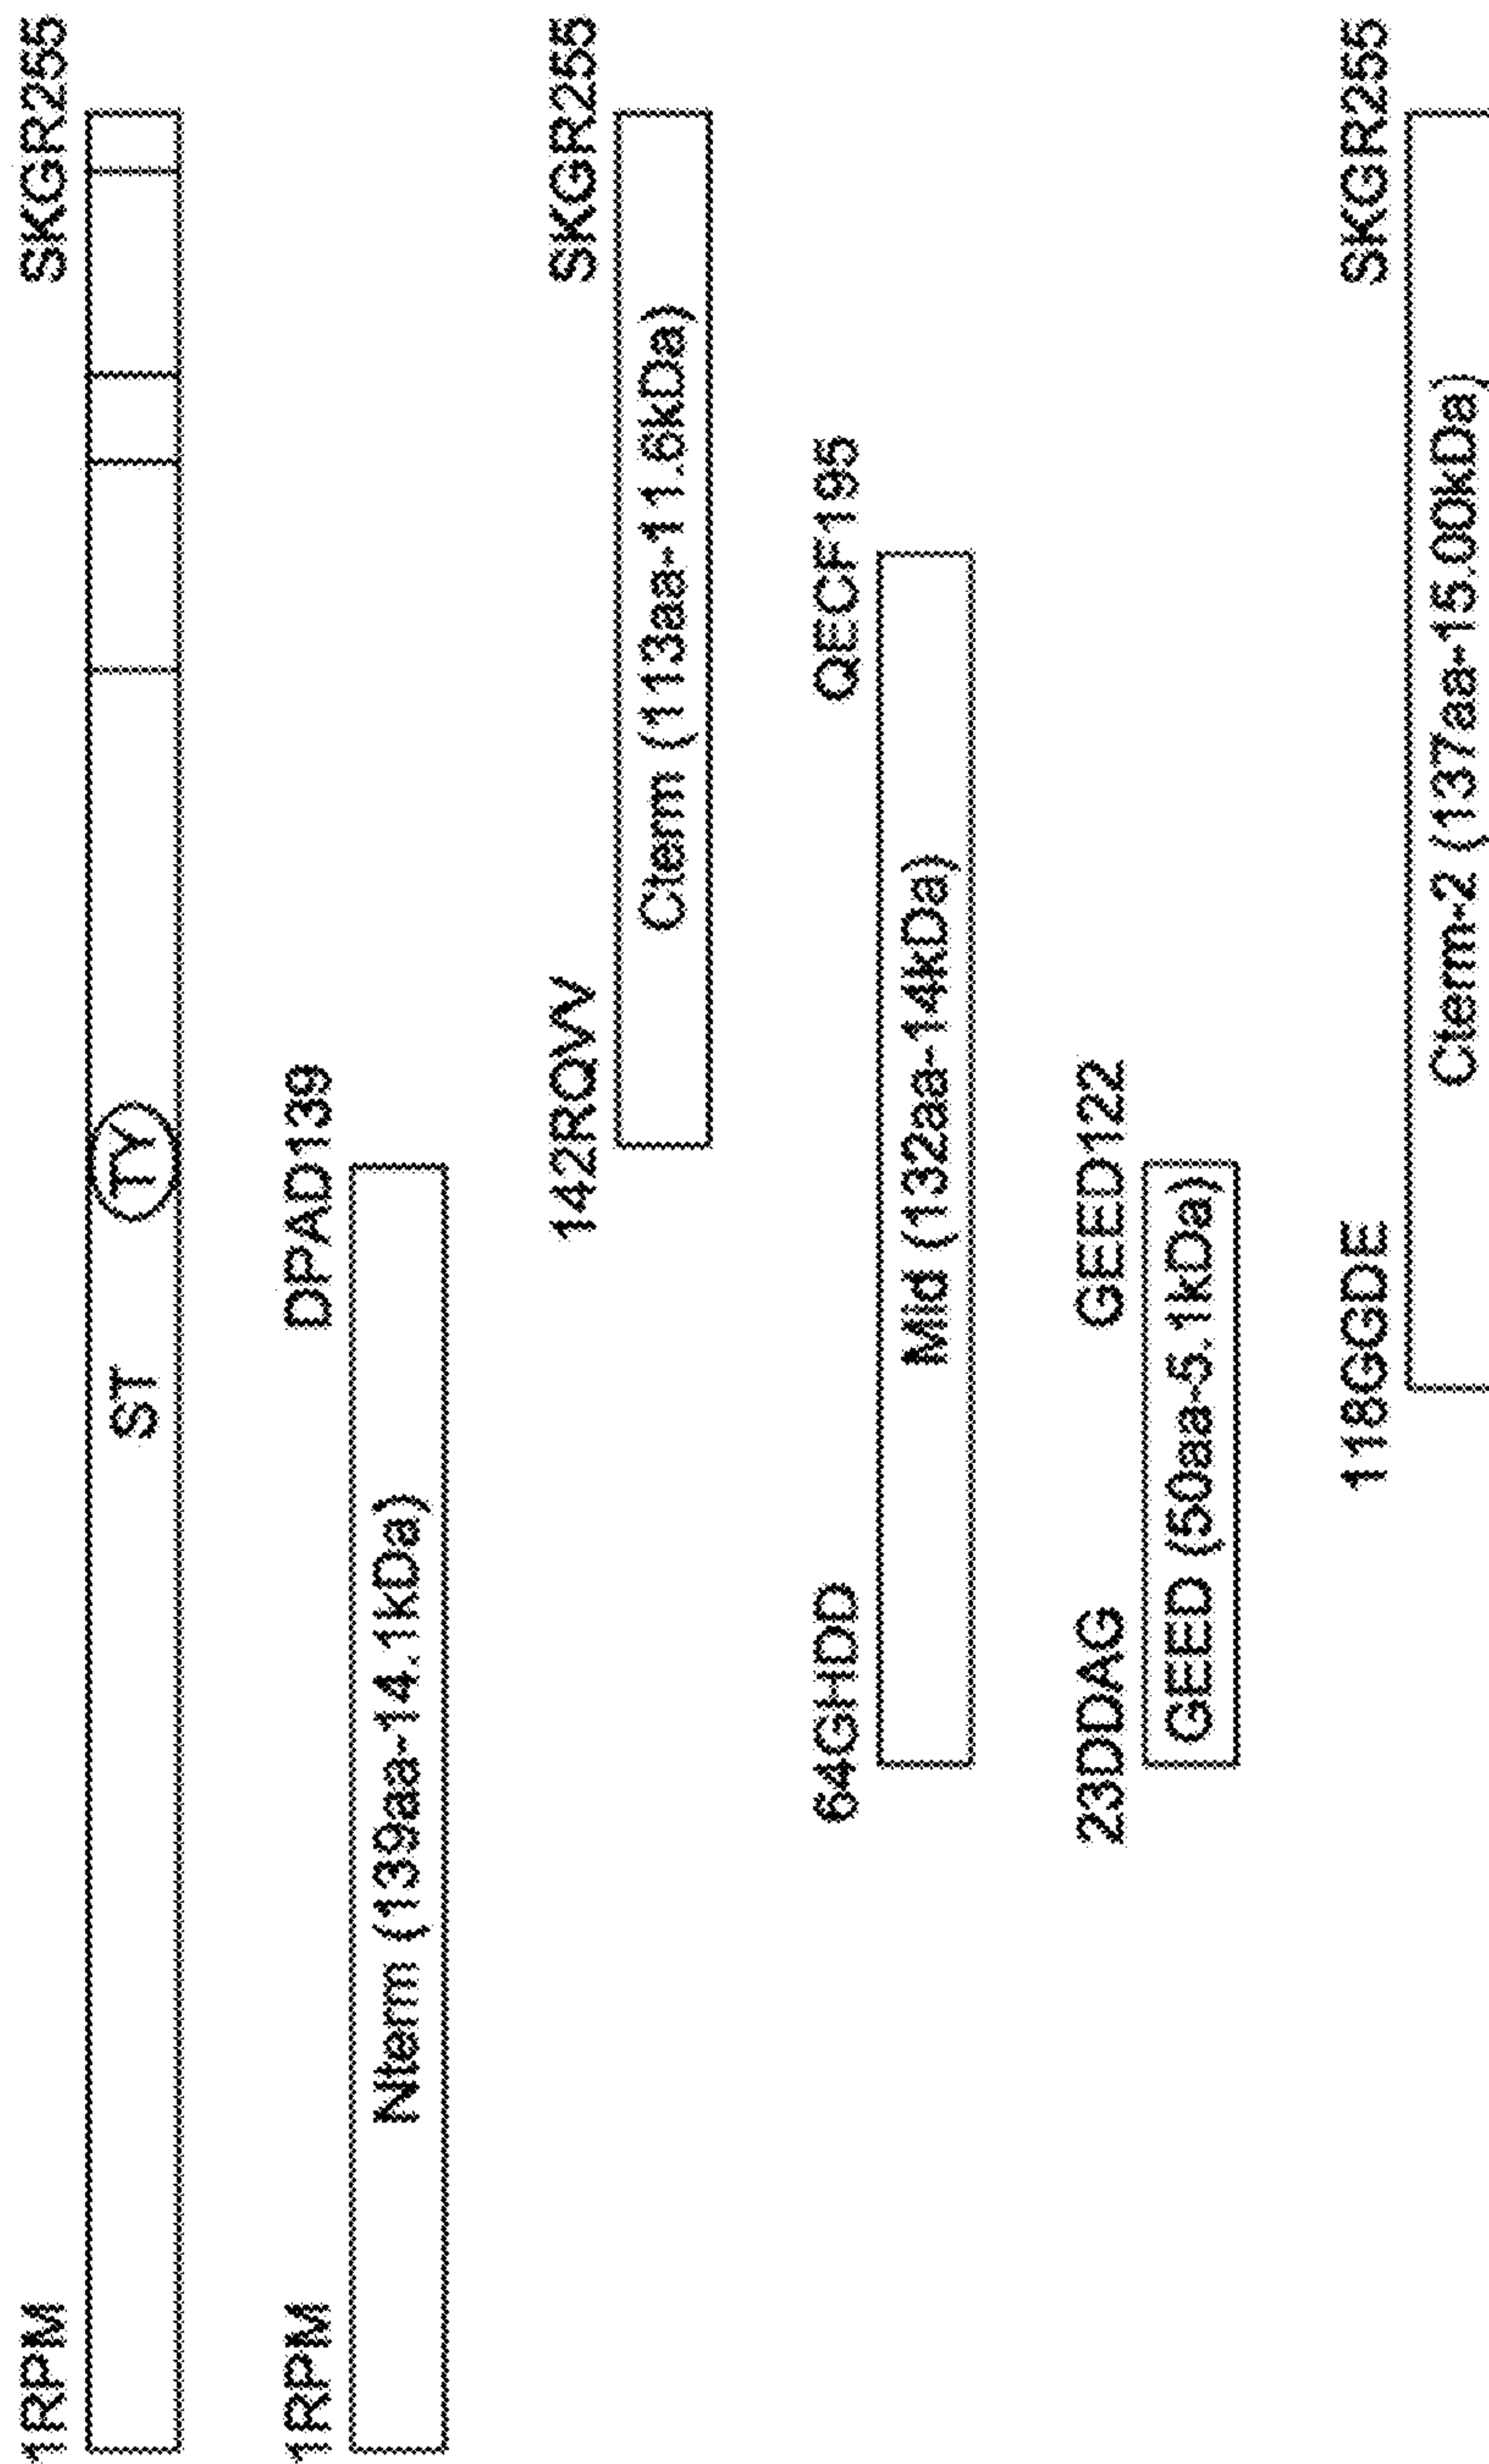 1RPM SKGR255
ST TY
1RPM DPAD139
Nterm (139aa-14.1kDa)
142RQVV SKGR255
Cterm (113aa-11.6kDa)
64GHDD QECF195
Mid (132aa-14kDa)
23DDAG GEED122
GEED (50aa-5.1kDa)
118GGDE SKGR255
Cterm-2 (137aa-15.00kDa)